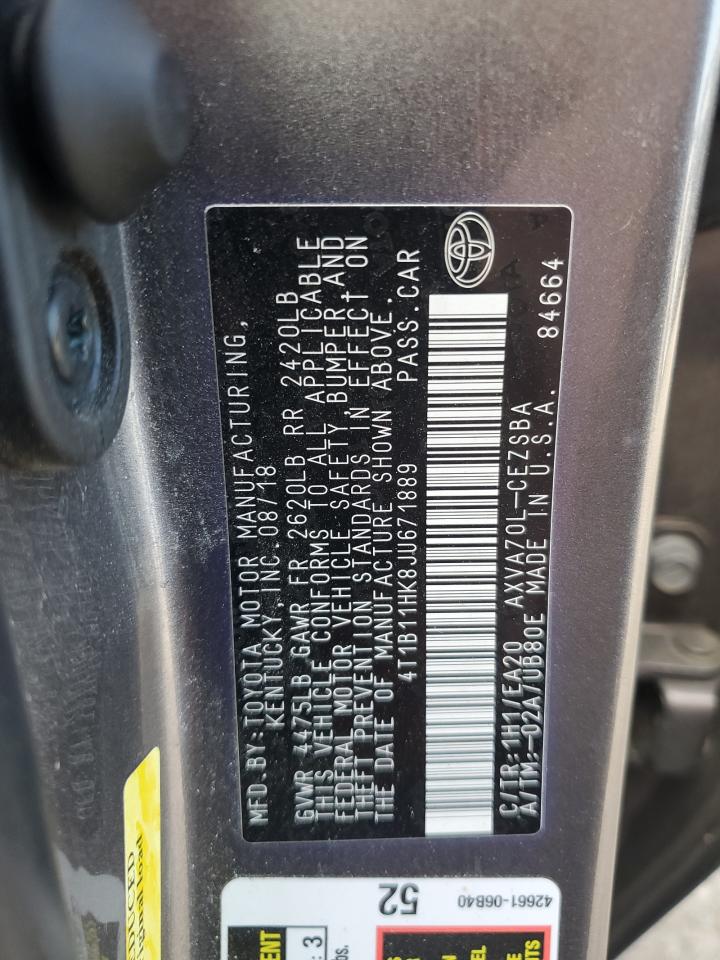 MFD.BY:TOYOTA MOTOR MANUFACTURING,
KENTUCKY, INC. 08/18
GVWR 4475LB GAWR FR 2620LB RR 2420LB
THIS VEHICLE CONFORMS TO ALL APPLICABLE
FEDERAL MOTOR VEHICLE SAFETY, BUMPER, AND
THEFT PREVENTION STANDARDS IN EFFECT ON
THE DATE OF MANUFACTURE SHOWN ABOVE.
4T1B11HK8JU671889 PASS.CAR
C/TR:1H1/EA20 AXVA70L-CEZSBA
A/TM:-02A/UB80E MADE IN U.S.A. 84664
52
42661-06B40